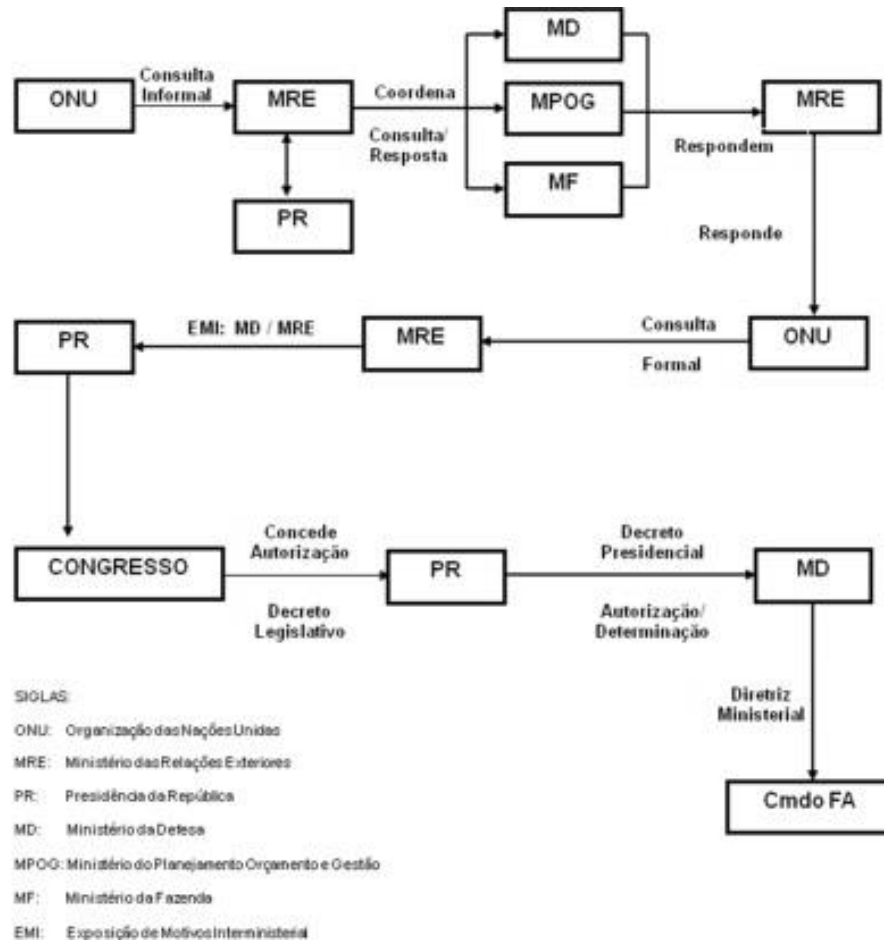 MD
Consulta
Informal
ONU
MRE
Coordena
MPOG
MRE
Consulta/
Resposta
Respondem
MF
PR
Responde
EMI: MD / MRE
Consulta
PR
MRE
ONU
Formal
Concede
Autorização
Decreto
Presidencial
CONGRESSO
PR
MD
Decreto
Legislativo
Autorização/
Determinação
Diretriz
Ministerial
Cmdo FA
SIGLAS:
ONU: Organização das Nações Unidas
MRE: Ministério das Relações Exteriores
PR: Presidência da República
MD: Ministério da Defesa
MPOG: Ministério do Planejamento Orçamento e Gestão
MF: Ministério da Fazenda
EMI: Exposição de Motivos Interministerial